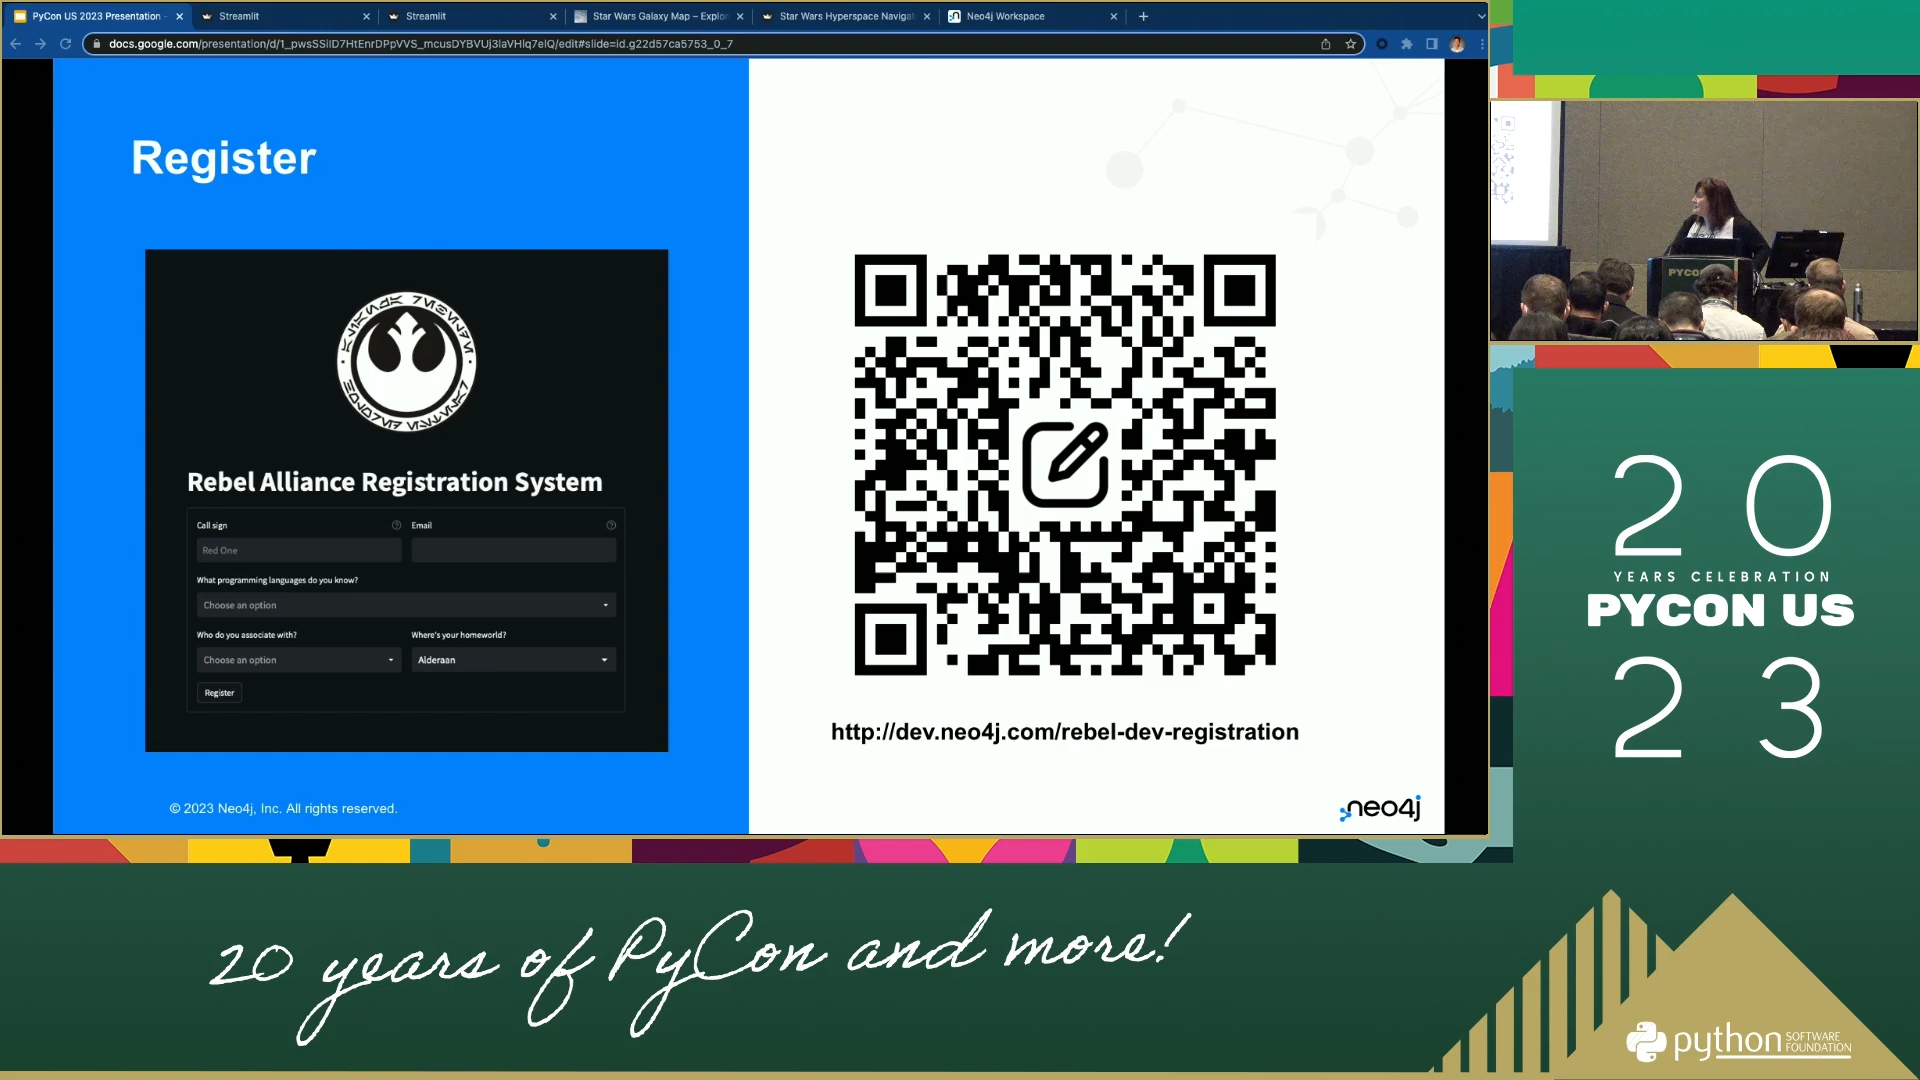 PyCon US 2023 Presentation
Streamlit
Streamlit
Star Wars Galaxy Map – Explor
Star Wars Hyperspace Navigat
Neo4j Workspace
docs.google.com/presentation/d/1_pwsSSiID7HtEnrDPpVVS_mcusDYBVUj3laVHlq7elQ/edit#slide=id.g22d57ca5753_0_7
Register
Rebel Alliance Registration System
Call sign
Email
Red One
What programming languages do you know?
Choose an option
Who do you associate with?
Where's your homeworld?
Choose an option
Alderaan
Register
http://dev.neo4j.com/rebel-dev-registration
© 2023 Neo4j, Inc. All rights reserved.
neo4j
PYCON
20
YEARS CELEBRATION
PYCON US
23
20 years of PyCon and more!
python
SOFTWARE
FOUNDATION